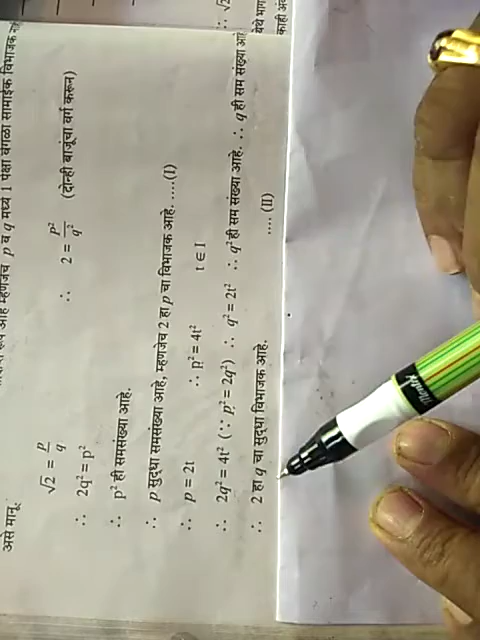 असे मानू.
√2 = p/q ∴ 2 = p²/q² (दोन्ही बाजूंचा वर्ग करून)
∴ 2q² = p²
∴ p² ही समसंख्या आहे.
∴ p सुद्धा समसंख्या आहे, म्हणजेच 2 हा p चा विभाजक आहे. ....(I)
∴ p = 2t ∴ p² = 4t² t ∈ I
∴ 2q² = 4t² (∵ p² = 2q²) ∴ q² = 2t² ∴ q² ही सम संख्या आहे. ∴ q ही सम संख्या
∴ 2 हा q चा सुद्धा विभाजक आहे. .... (II)
Montex